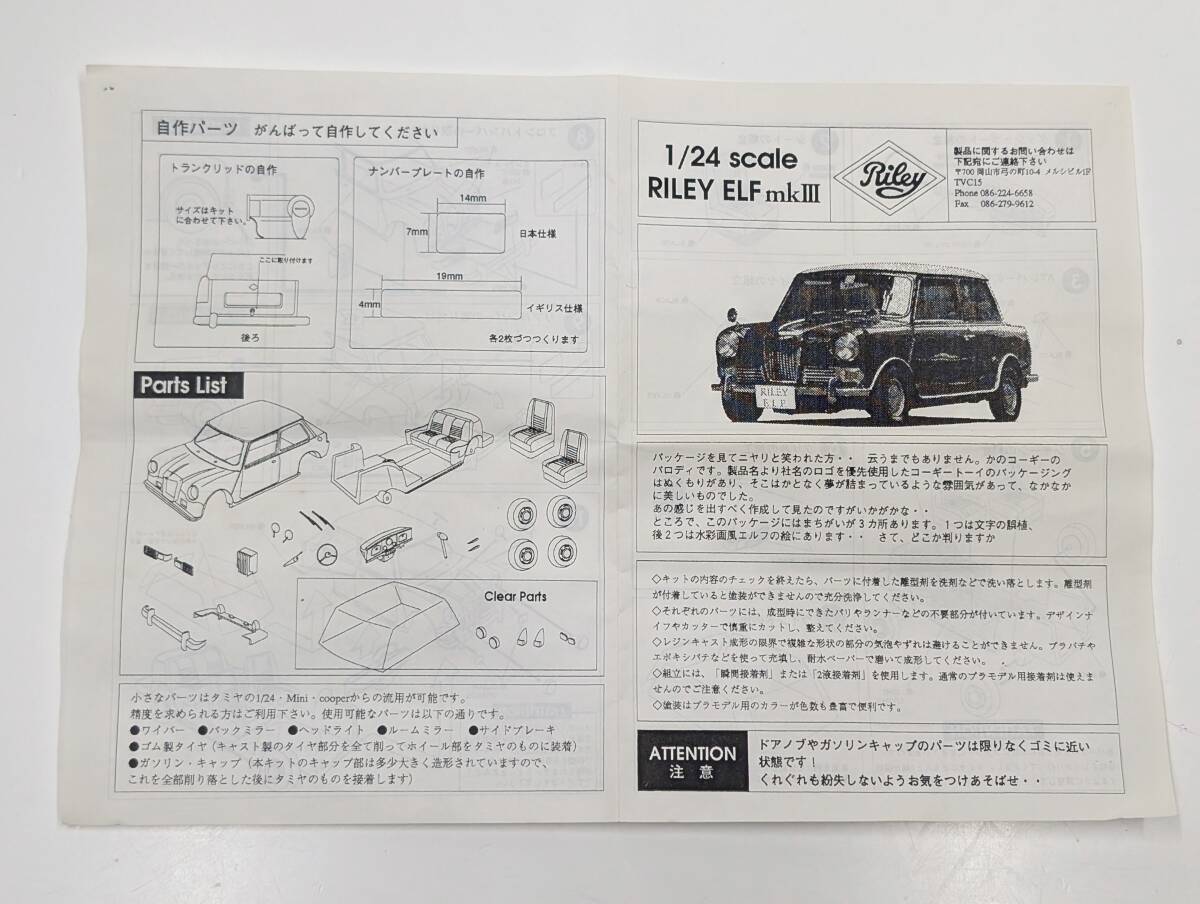 自作パーツ がんばって自作してください
トランクリッドの自作
サイズはキット
に合わせて下さい。
ここに彫り付けます
後ろ
ナンバープレートの自作
14mm
7mm
日本仕様
19mm
4mm
イギリス仕様
各2枚づつつくります
Parts List
Clear Parts
小さなパーツはタミヤの1/24・Mini・cooperからの流用が可能です。
精度を求められる方はご利用下さい。使用可能なパーツは以下の通りです。
●ワイパー ●バックミラー ●ヘッドライト ●ルームミラー ●サイドブレーキ
●ゴム製タイヤ（キャスト製のタイヤ部分を全て削ってホイール部をタミヤのものに装着）
●ガソリン・キャップ（本キットのキャップ部は多少大きく造形されていますので、
これを全部削り落とした後にタミヤのものを接着します）
1/24 scale
RILEY ELF mkIII
Riley
製品に関するお問い合わせは
下記宛にご連絡下さい
〒700 岡山市弓の町10-4 メルシビル1F
TVC15
Phone 086-224-6658
Fax 086-279-9612
RILEY
ELF
パッケージを見てニヤリと笑われた方・・ 云うまでもありません。かのコーギーの
パロディです。製品名より社名のロゴを優先使用したコーギートーイのパッケージング
はぬくもりがあり、そこはかとなく夢が詰まっているような雰囲気があって、なかなか
に美しいものでした。
あの感じを出すべく作成して見たのですがいかがかな・・
ところで、このパッケージにはまちがいが3カ所あります。1つは文字の誤植、
後2つは水彩画風エルフの絵にあります・・ さて、どこか判りますか
◇キットの内容のチェックを終えたら、パーツに付着した離型剤を洗剤などで洗い落とします。離型剤
が付着していると塗装ができませんので充分洗浄してください。
◇それぞれのパーツには、成型時にできたバリやランナーなどの不要部分が付いています。デザインナ
イフやカッターで慎重にカットし、整えてください。
◇レジンキャスト成形の限界で複雑な形状の部分の気泡やずれは避けることができません。プラパテや
エポキシパテなどを使って充填し、耐水ペーパーで磨いて成形してください。
◇組立には、「瞬間接着剤」または「2液接着剤」を使用します。通常のプラモデル用接着剤は使えま
せんのでご注意ください。
◇塗装はプラモデル用のカラーが色数も豊富で便利です。
ATTENTION
注 意
ドアノブやガソリンキャップのパーツは限りなくゴミに近い
状態です！
くれぐれも紛失しないようお気をつけあそばせ・・